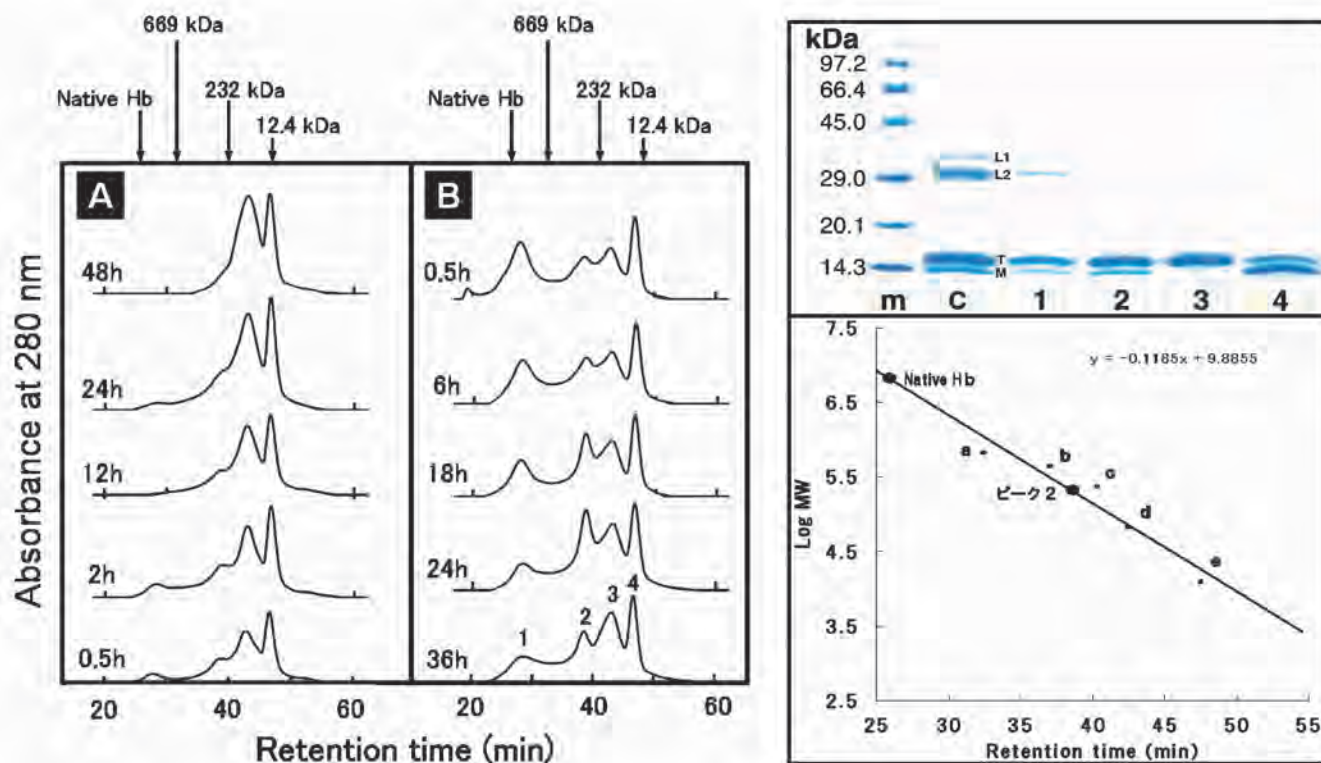 669 kDa
Native Hb
232 kDa
12.4 kDa
669 kDa
Native Hb
232 kDa
12.4 kDa
Absorbance at 280 nm
A
48h
24h
12h
2h
0.5h
20 40 60
B
0.5h
6h
18h
24h
36h
1 2 3 4
20 40 60
Retention time (min)
kDa
97.2
66.4
45.0
29.0
20.1
14.3
L1
L2
T
M
m C 1 2 3 4
7.5
6.5
5.5
4.5
3.5
2.5
Log MW
y = -0.1185x + 9.8855
Native Hb
a
b
ピーク 2
c
d
e
25 30 35 40 45 50 55
Retention time (min)